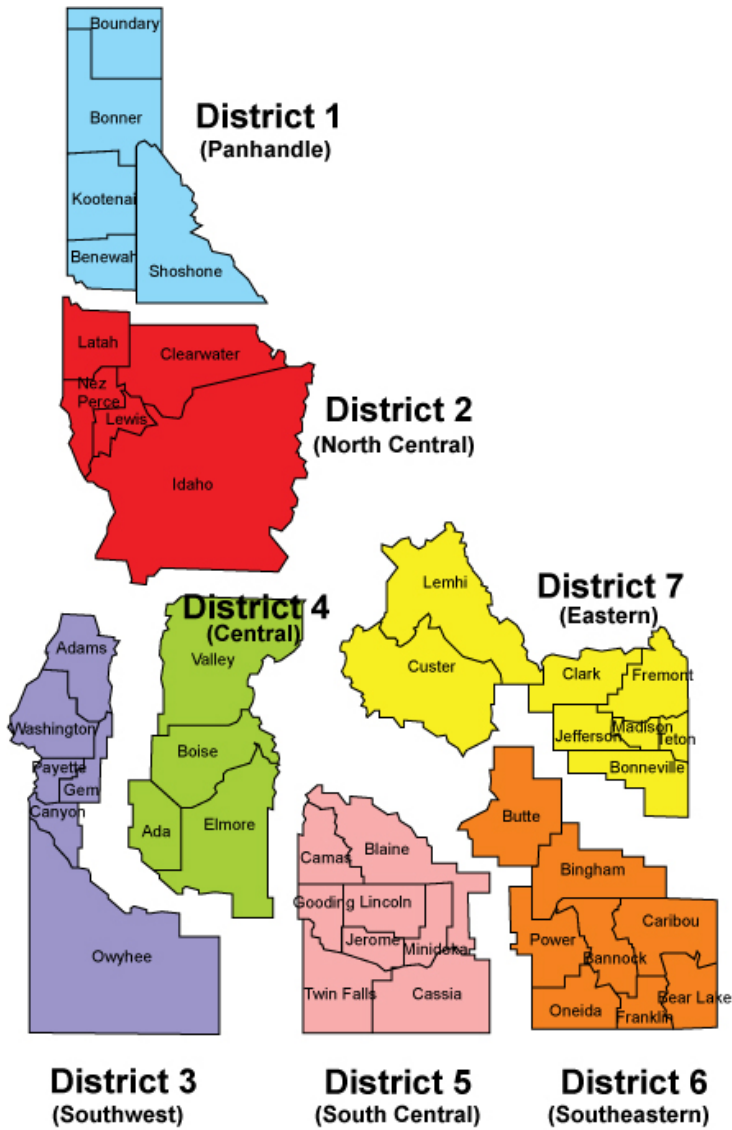 Boundary
Bonner
District 1
(Panhandle)
Kootenai
Benewah
Shoshone
Latah
Clearwater
Nez
Perce
Lewis
District 2
(North Central)
Idaho
Lemhi
District 7
(Eastern)
Custer
Clark
Fremont
Jefferson
Madison
Teton
Bonneville
District 4
(Central)
Adams
Valley
Washington
Boise
Payette
Gem
Canyon
Ada
Elmore
Owyhee
Camas
Blaine
Gooding
Lincoln
Jerome
Minidoka
Twin Falls
Cassia
Butte
Bingham
Caribou
Power
Bannock
Bear Lake
Oneida
Franklin
District 3
(Southwest)
District 5
(South Central)
District 6
(Southeastern)